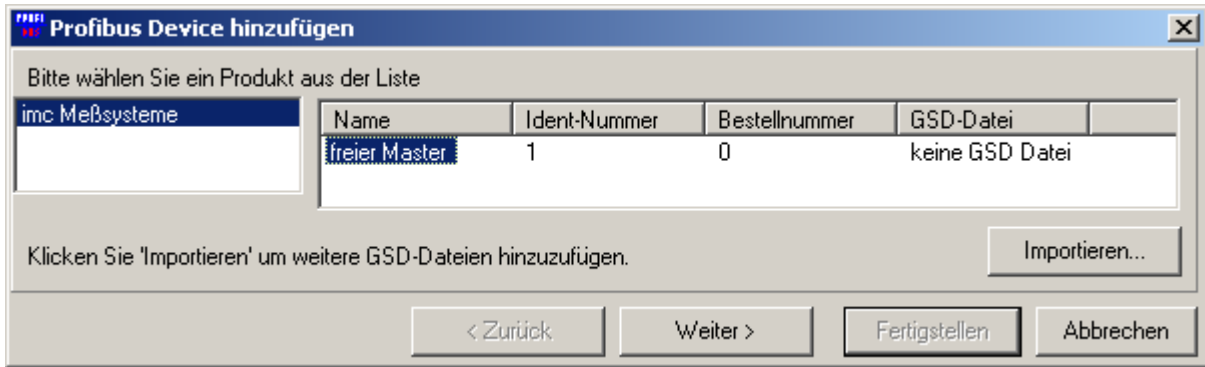 PROFI
BUS
Profibus Device hinzufügen
Bitte wählen Sie ein Produkt aus der Liste
imc Meßsysteme
Name Ident-Nummer Bestellnummer GSD-Datei
freier Master 1 0 keine GSD Datei
Klicken Sie 'Importieren' um weitere GSD-Dateien hinzuzufügen.
Importieren...
< Zurück Weiter > Fertigstellen Abbrechen